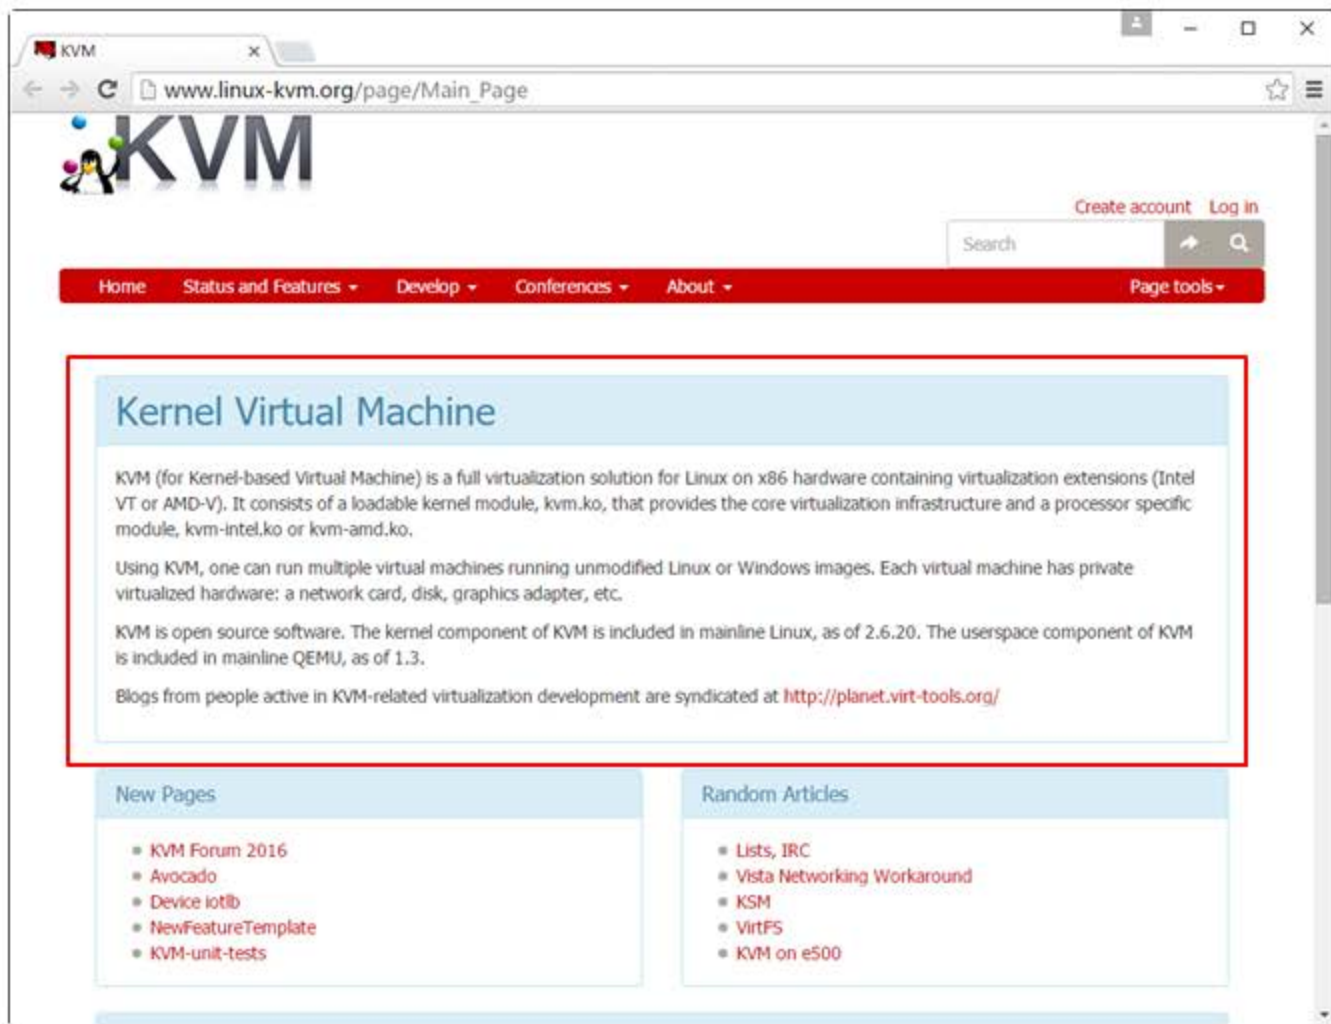 KVM
www.linux-kvm.org/page/Main_Page
KVM
Create account Log in
Search
Home Status and Features Develop Conferences About Page tools
Kernel Virtual Machine
KVM (for Kernel-based Virtual Machine) is a full virtualization solution for Linux on x86 hardware containing virtualization extensions (Intel
VT or AMD-V). It consists of a loadable kernel module, kvm.ko, that provides the core virtualization infrastructure and a processor specific
module, kvm-intel.ko or kvm-amd.ko.
Using KVM, one can run multiple virtual machines running unmodified Linux or Windows images. Each virtual machine has private
virtualized hardware: a network card, disk, graphics adapter, etc.
KVM is open source software. The kernel component of KVM is included in mainline Linux, as of 2.6.20. The userspace component of KVM
is included in mainline QEMU, as of 1.3.
Blogs from people active in KVM-related virtualization development are syndicated at http://planet.virt-tools.org/
New Pages
KVM Forum 2016
Avocado
Device iotlb
NewFeatureTemplate
KVM-unit-tests
Random Articles
Lists, IRC
Vista Networking Workaround
KSM
VirtFS
KVM on e500